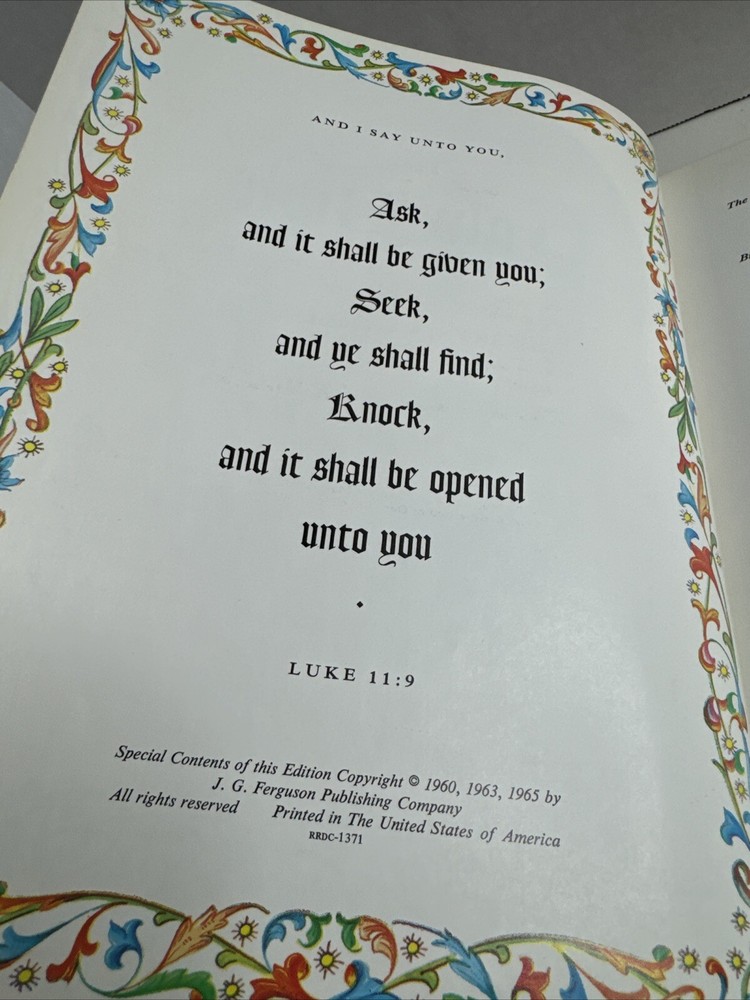 AND I SAY UNTO YOU,
Ask,
and it shall be given you;
Seek,
and ye shall find;
Knock,
and it shall be opened
unto you
LUKE 11:9
Special Contents of this Edition Copyright © 1960, 1963, 1965 by
J. G. Ferguson Publishing Company
All rights reserved Printed in The United States of America
RRDC-1371
The